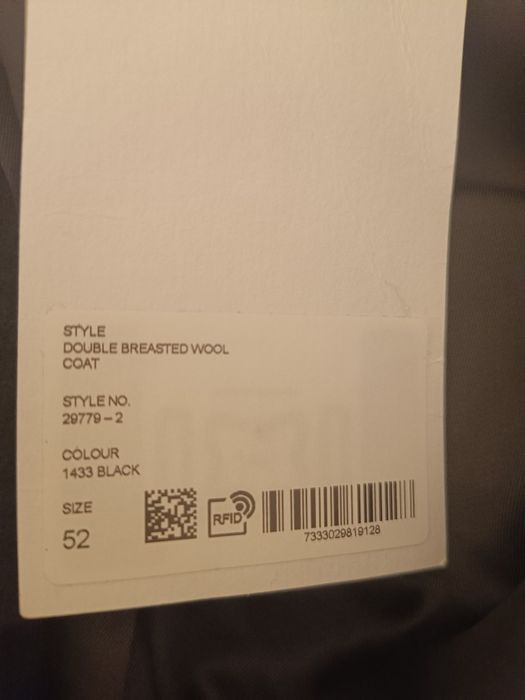 STYLE
DOUBLE BREASTED WOOL
COAT
STYLE NO.
29779 – 2
COLOUR
1433 BLACK
SIZE
52
RFID
7333029819128